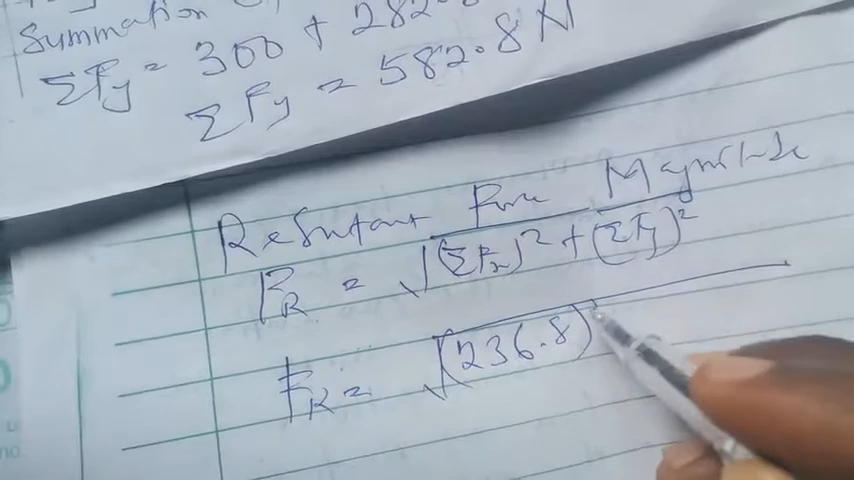 Summation
ΣFy = 300 + 282.8
ΣFy = 582.8 N
Resultant Force Magnitude
FR = √(ΣFx)² + (ΣFy)²
FR = √(236.8)